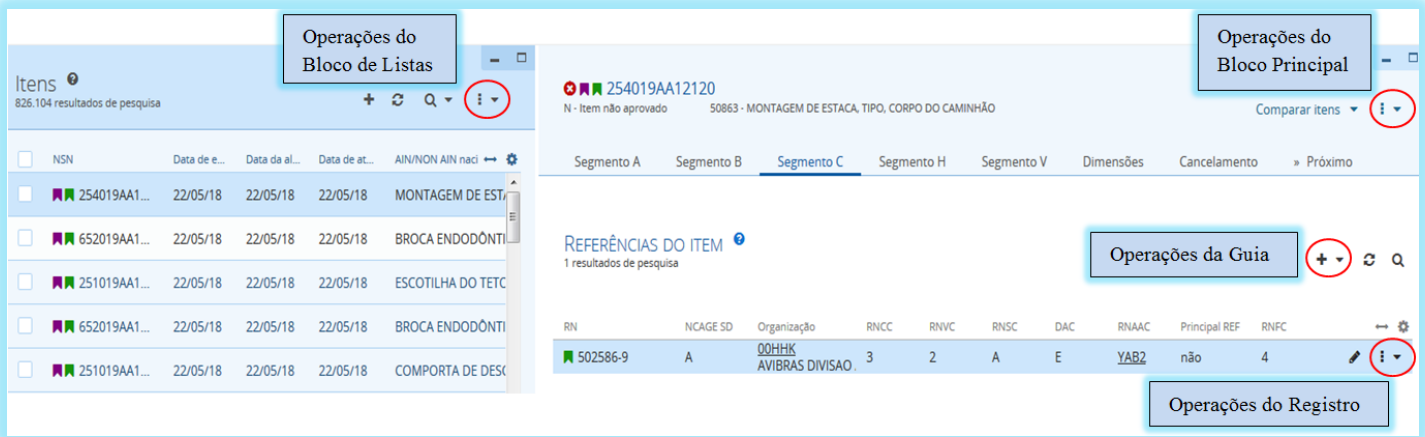 Operações do
Bloco de Listas
Operações do
Bloco Principal
Itens ?
826.104 resultados de pesquisa
NSN Data de e... Data da al... Data de at... AIN/NON AIN naci
254019AA1... 22/05/18 22/05/18 22/05/18 MONTAGEM DE ESTA
652019AA1... 22/05/18 22/05/18 22/05/18 BROCA ENDODÔNTI
251019AA1... 22/05/18 22/05/18 22/05/18 ESCOTILHA DO TETO
652019AA1... 22/05/18 22/05/18 22/05/18 BROCA ENDODÔNTI
251019AA1... 22/05/18 22/05/18 22/05/18 COMPORTA DE DESC
254019AA12120
N - Item não aprovado 50863 - MONTAGEM DE ESTACA, TIPO, CORPO DO CAMINHÃO
Comparar itens
Segmento A Segmento B Segmento C Segmento H Segmento V Dimensões Cancelamento » Próximo
REFERÊNCIAS DO ITEM ?
1 resultados de pesquisa
Operações da Guia
RN NCAGE SD Organização RNCC RNVC RNSC DAC RNAAC Principal REF RNFC
502586-9 A 00HHK 3 2 A E YAB2 não 4
AVIBRAS DIVISAO .
Operações do Registro